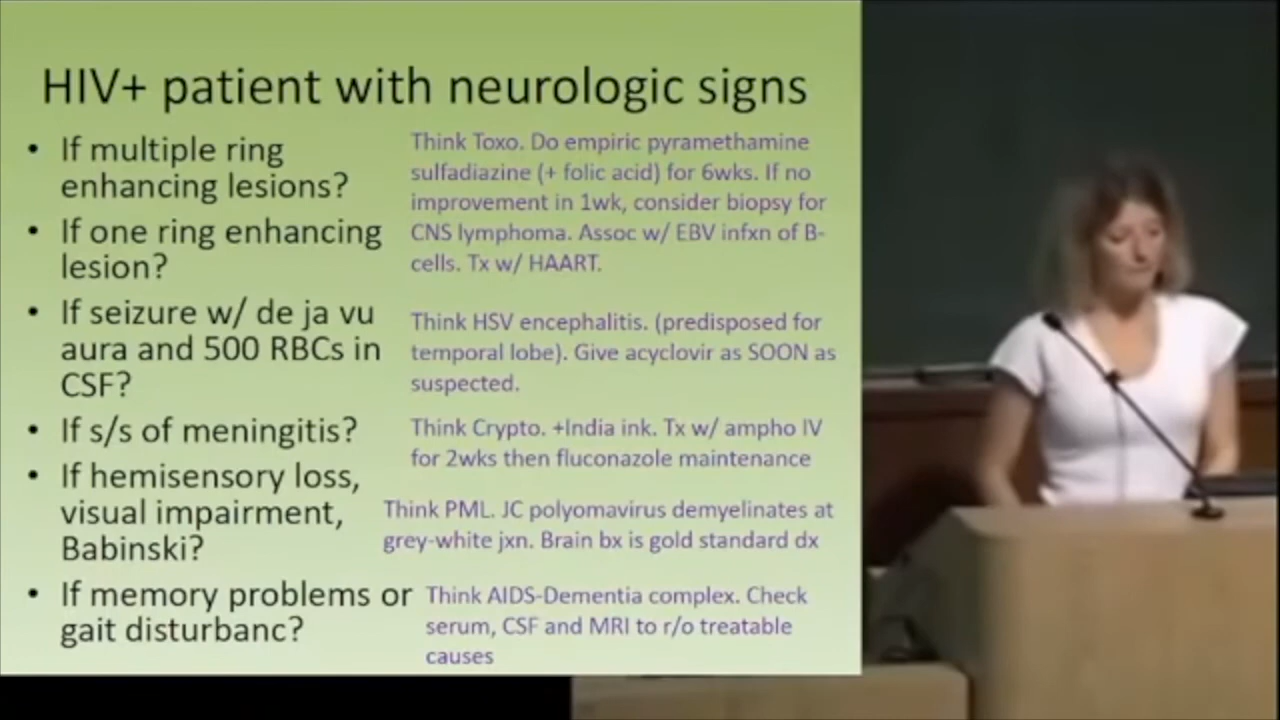 HIV+ patient with neurologic signs
• If multiple ring
enhancing lesions?
• If one ring enhancing
lesion?
• If seizure w/ de ja vu
aura and 500 RBCs in
CSF?
• If s/s of meningitis?
• If hemisensory loss,
visual impairment,
Babinski?
• If memory problems or
gait disturbanc?
Think Toxo. Do empiric pyramethamine
sulfadiazine (+ folic acid) for 6wks. If no
improvement in 1wk, consider biopsy for
CNS lymphoma. Assoc w/ EBV infxn of B-
cells. Tx w/ HAART.
Think HSV encephalitis. (predisposed for
temporal lobe). Give acyclovir as SOON as
suspected.
Think Crypto. +India ink. Tx w/ ampho IV
for 2wks then fluconazole maintenance
Think PML. JC polyomavirus demyelinates at
grey-white jxn. Brain bx is gold standard dx
Think AIDS-Dementia complex. Check
serum, CSF and MRI to r/o treatable
causes